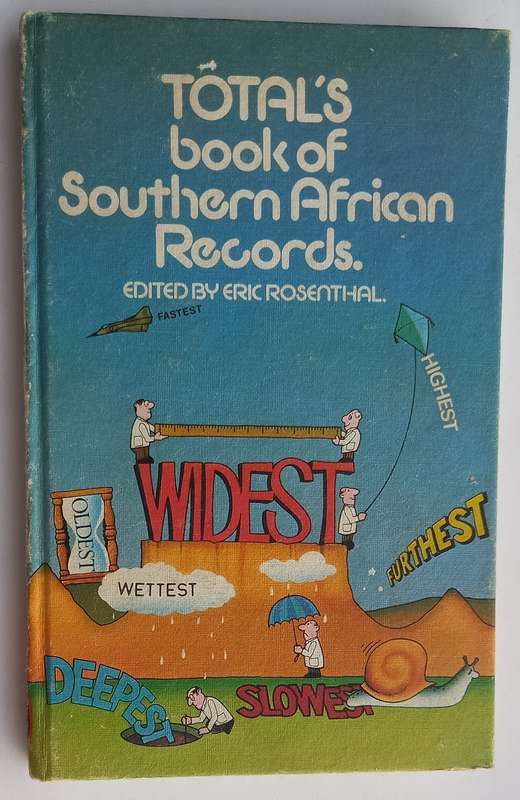 TOTAL'S
book of
Southern African
Records.
EDITED BY ERIC ROSENTHAL.
FASTEST
HIGHEST
WIDEST
OLDEST
FURTHEST
WETTEST
DEEPEST
SLOWEST